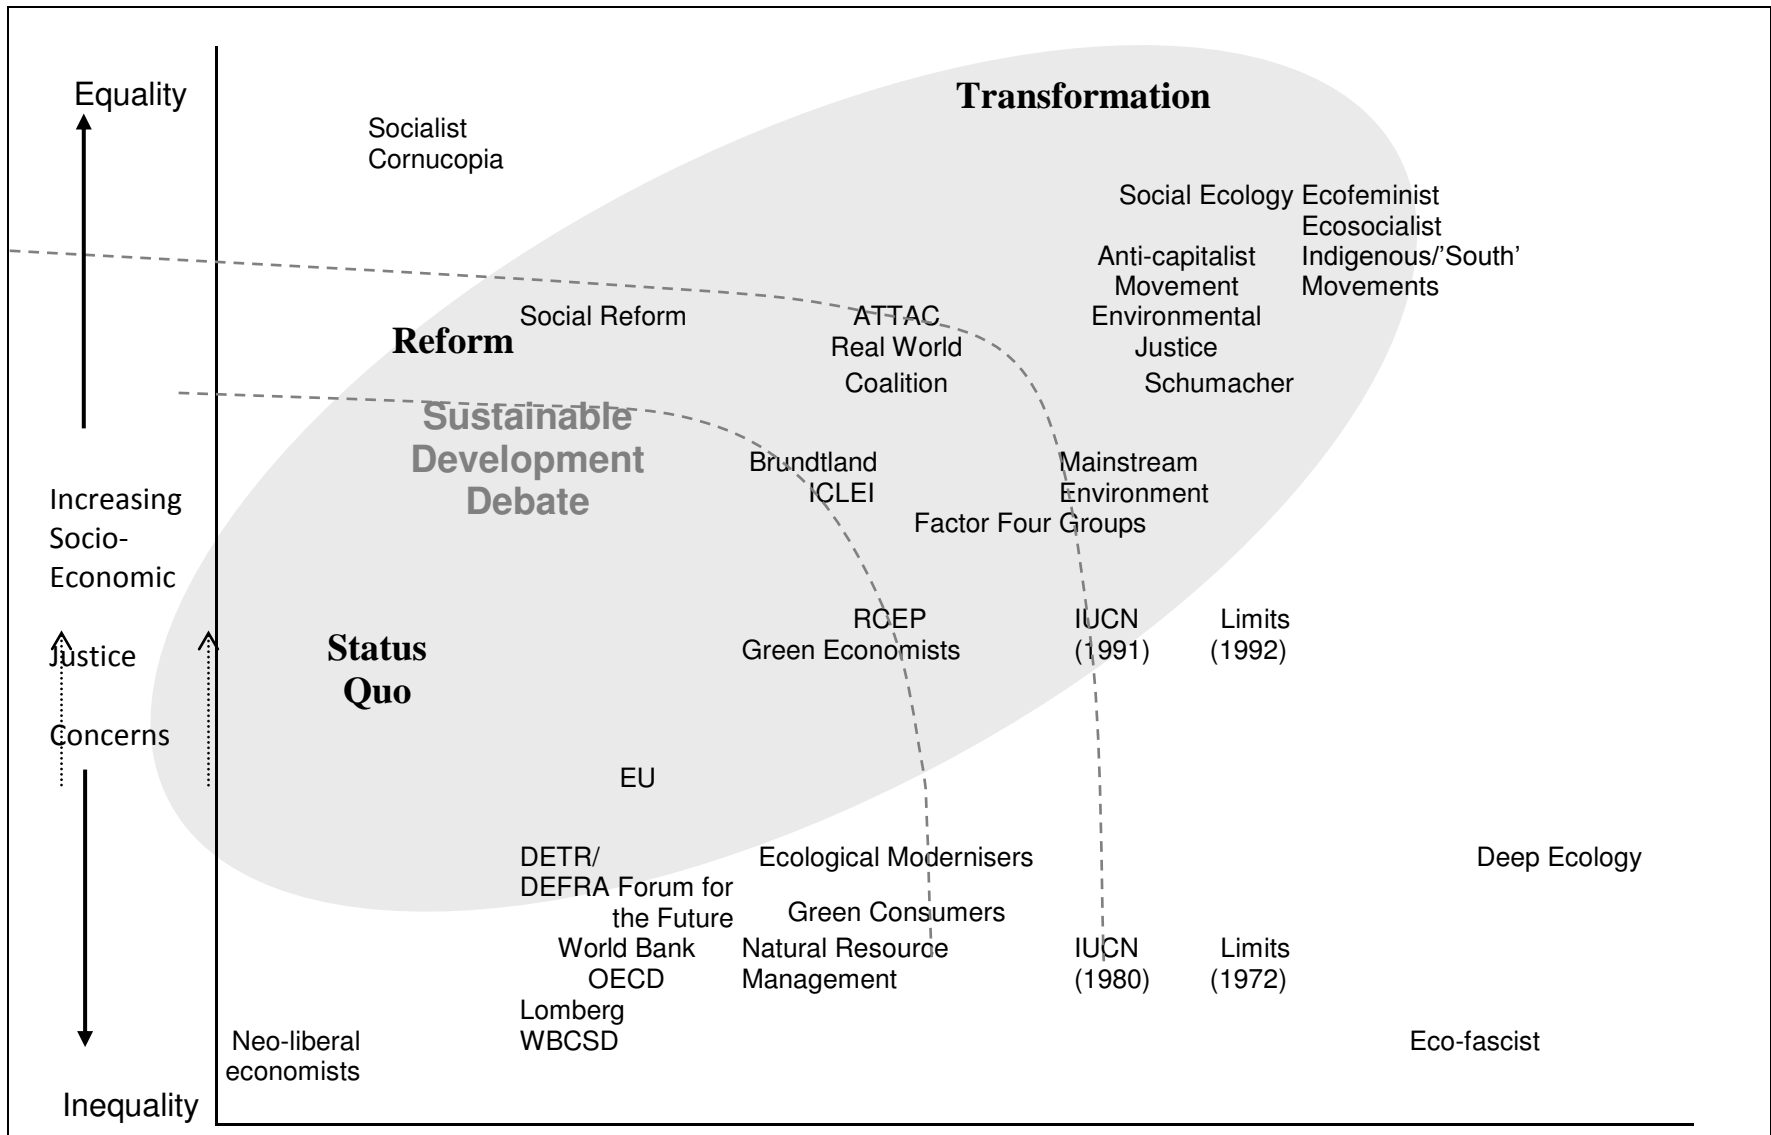 Equality
Transformation
Socialist
Cornucopia
Social Ecology Ecofeminist
Ecosocialist
Anti-capitalist Indigenous/'South'
Movement Movements
Social Reform ATTAC Environmental
Reform Real World Justice
Coalition Schumacher
Sustainable
Development
Debate
Brundtland Mainstream
ICLEI Environment
Factor Four Groups
Increasing
Socio-
Economic
Justice
Concerns
RCEP IUCN Limits
Status Green Economists (1991) (1992)
Quo
EU
DETR/ Ecological Modernisers Deep Ecology
DEFRA Forum for
the Future Green Consumers
World Bank Natural Resource IUCN Limits
OECD Management (1980) (1972)
Lomberg
Neo-liberal WBCSD Eco-fascist
economists
Inequality